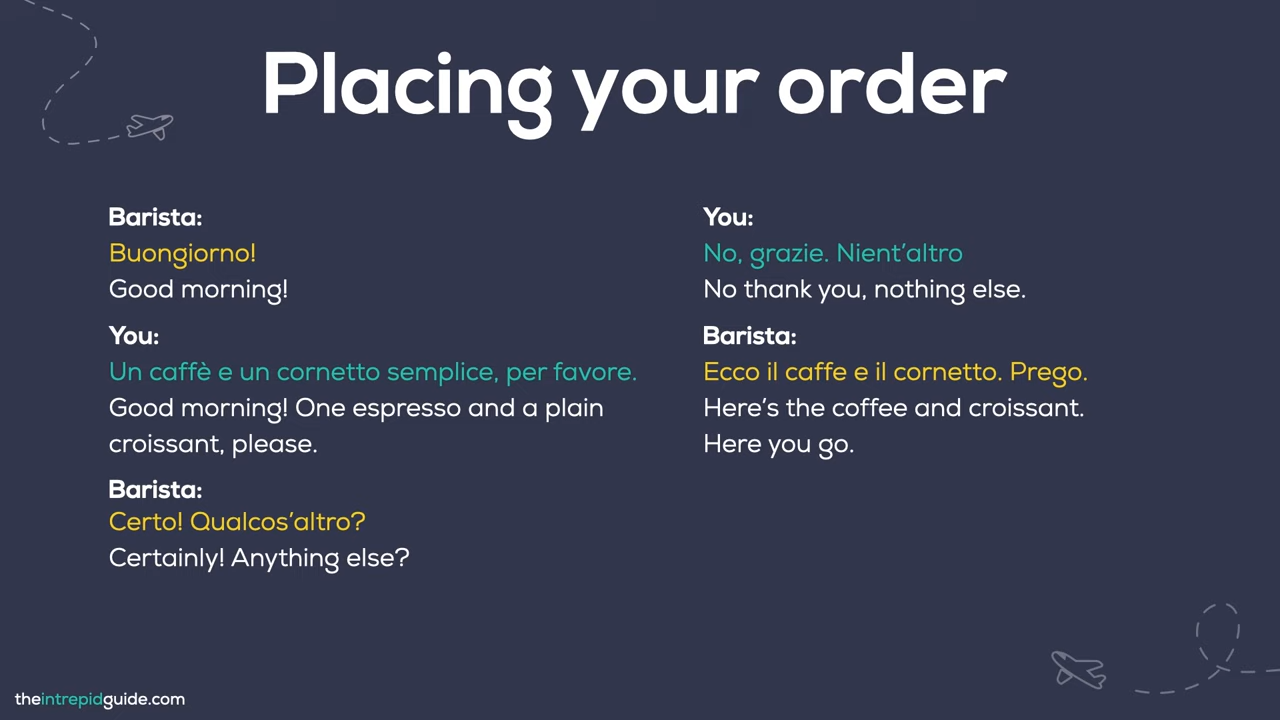 Placing your order
Barista:
Buongiorno!
Good morning!
You:
Un caffè e un cornetto semplice, per favore.
Good morning! One espresso and a plain
croissant, please.
Barista:
Certo! Qualcos’altro?
Certainly! Anything else?
You:
No, grazie. Nient’altro
No thank you, nothing else.
Barista:
Ecco il caffe e il cornetto. Prego.
Here’s the coffee and croissant.
Here you go.
theintrepidguide.com